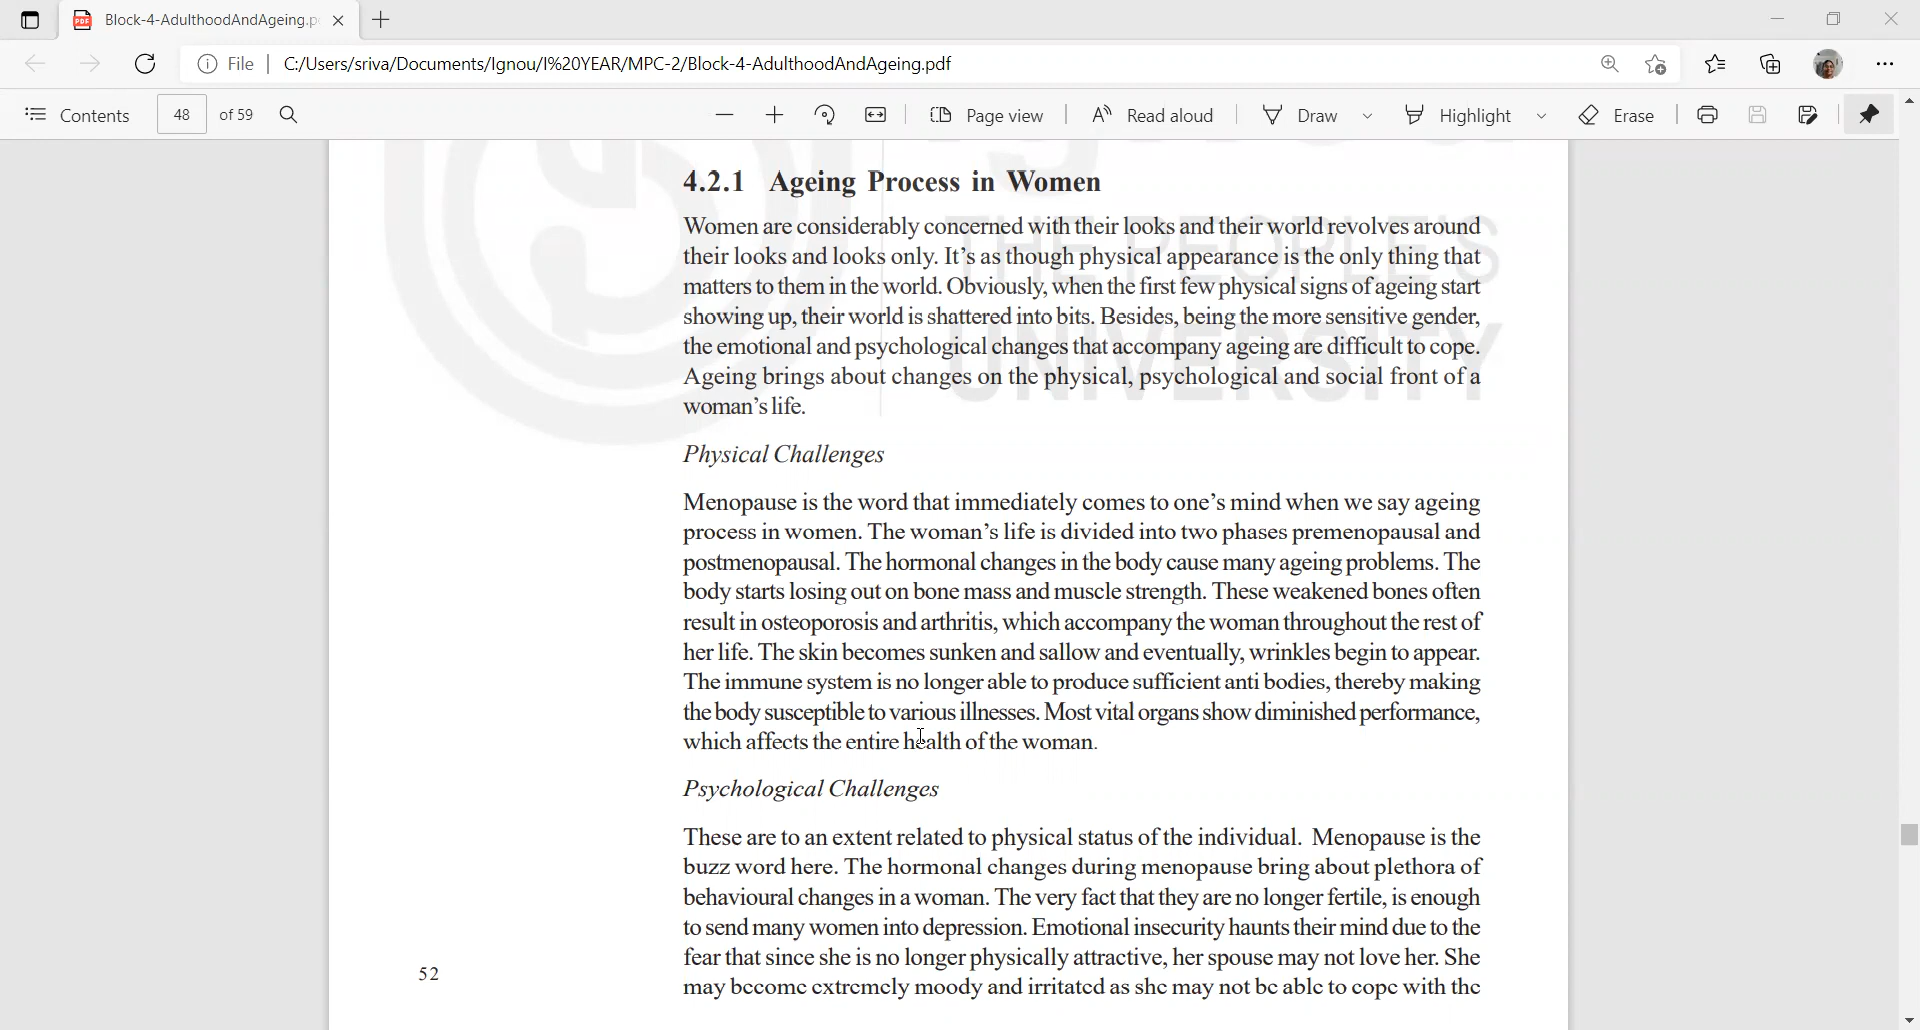 Block-4-AdulthoodAndAgeing.p
File
C:/Users/sriva/Documents/Ignou/I%20YEAR/MPC-2/Block-4-AdulthoodAndAgeing.pdf
Contents 48 of 59 Page view Read aloud Draw Highlight Erase
THE PEOPLE'S
UNIVERSITY
4.2.1 Ageing Process in Women
Women are considerably concerned with their looks and their world revolves around
their looks and looks only. It's as though physical appearance is the only thing that
matters to them in the world. Obviously, when the first few physical signs of ageing start
showing up, their world is shattered into bits. Besides, being the more sensitive gender,
the emotional and psychological changes that accompany ageing are difficult to cope.
Ageing brings about changes on the physical, psychological and social front of a
woman's life.
Physical Challenges
Menopause is the word that immediately comes to one's mind when we say ageing
process in women. The woman's life is divided into two phases premenopausal and
postmenopausal. The hormonal changes in the body cause many ageing problems. The
body starts losing out on bone mass and muscle strength. These weakened bones often
result in osteoporosis and arthritis, which accompany the woman throughout the rest of
her life. The skin becomes sunken and sallow and eventually, wrinkles begin to appear.
The immune system is no longer able to produce sufficient anti bodies, thereby making
the body susceptible to various illnesses. Most vital organs show diminished performance,
which affects the entire health of the woman.
Psychological Challenges
These are to an extent related to physical status of the individual. Menopause is the
buzz word here. The hormonal changes during menopause bring about plethora of
behavioural changes in a woman. The very fact that they are no longer fertile, is enough
to send many women into depression. Emotional insecurity haunts their mind due to the
fear that since she is no longer physically attractive, her spouse may not love her. She
may become extremely moody and irritated as she may not be able to cope with the
52